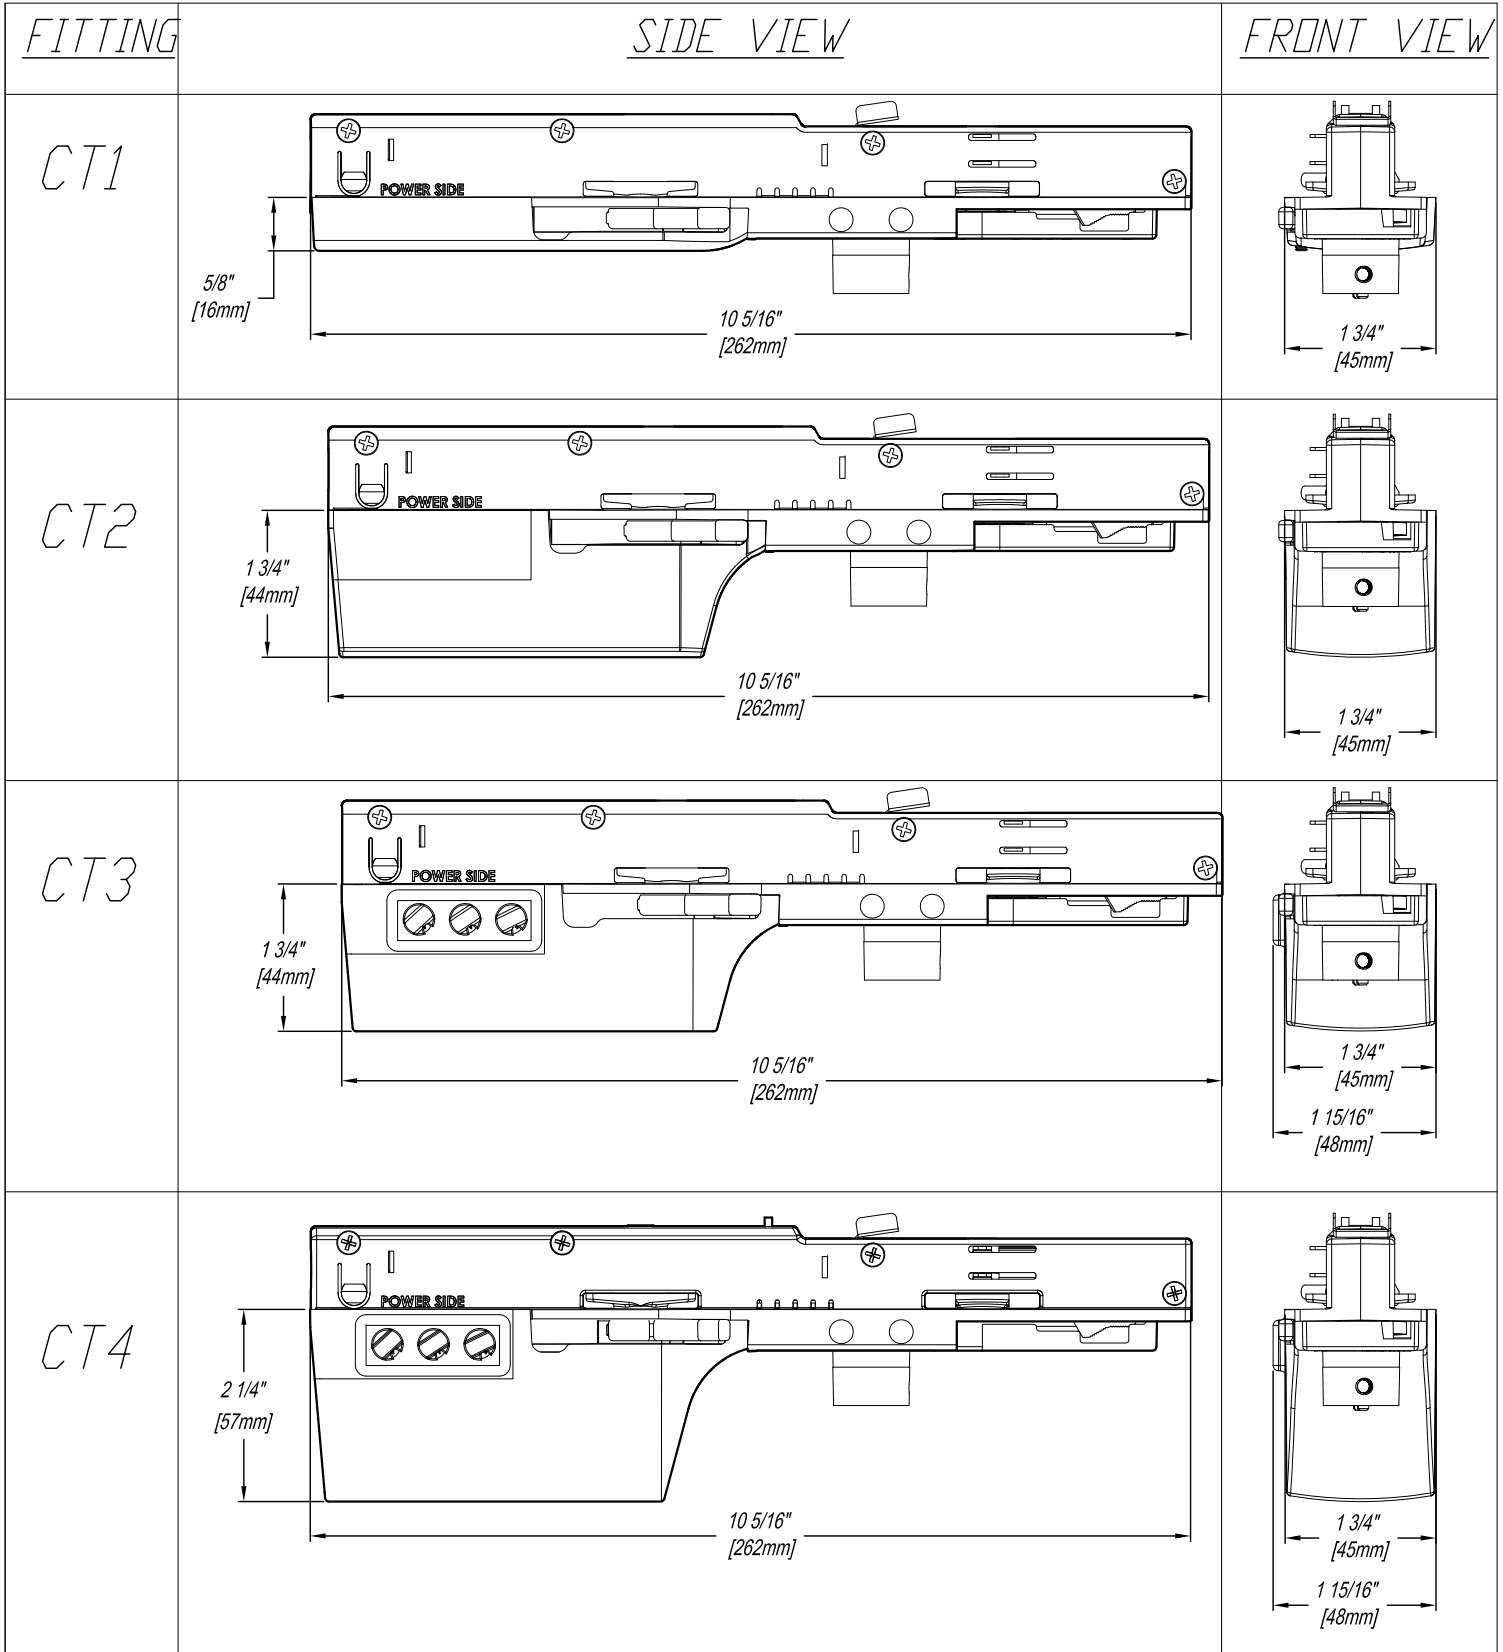 FITTING
SIDE VIEW
FRONT VIEW
CT1
POWER SIDE
5/8"
[16mm]
10 5/16"
[262mm]
1 3/4"
[45mm]
CT2
POWER SIDE
1 3/4"
[44mm]
10 5/16"
[262mm]
1 3/4"
[45mm]
CT3
POWER SIDE
1 3/4"
[44mm]
10 5/16"
[262mm]
1 3/4"
[45mm]
1 15/16"
[48mm]
CT4
POWER SIDE
2 1/4"
[57mm]
10 5/16"
[262mm]
1 3/4"
[45mm]
1 15/16"
[48mm]